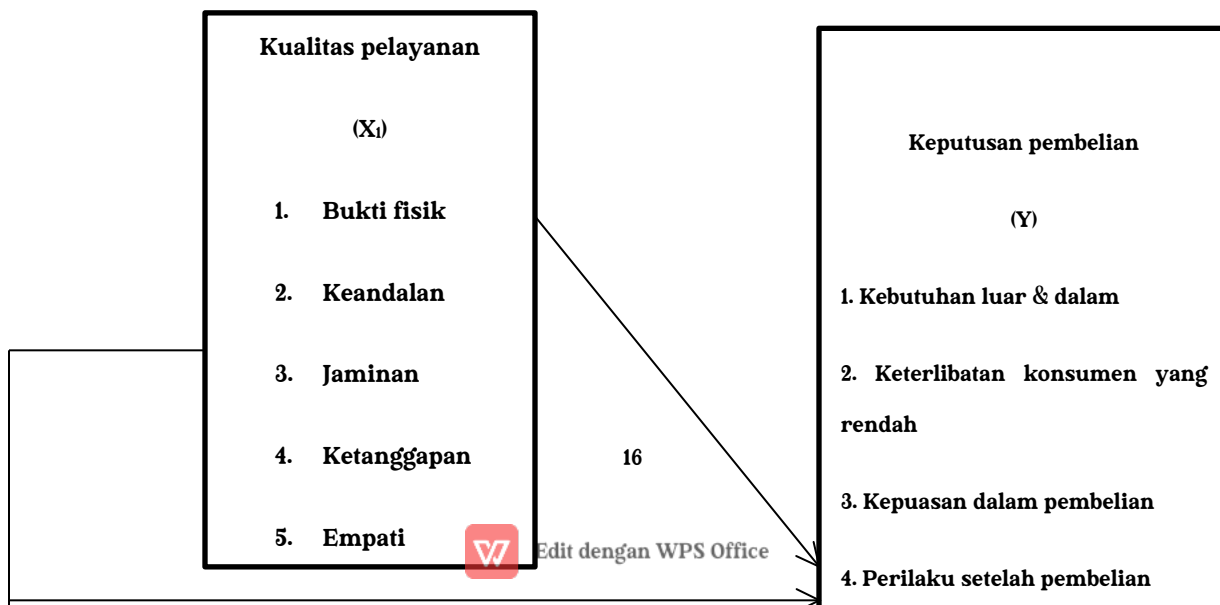 Kualitas pelayanan
(X₁)
1. Bukti fisik
2. Keandalan
3. Jaminan
4. Ketanggapan
5. Empati
16
Edit dengan WPS Office
Keputusan pembelian
(Y)
1. Kebutuhan luar & dalam
2. Keterlibatan konsumen yang
rendah
3. Kepuasan dalam pembelian
4. Perilaku setelah pembelian